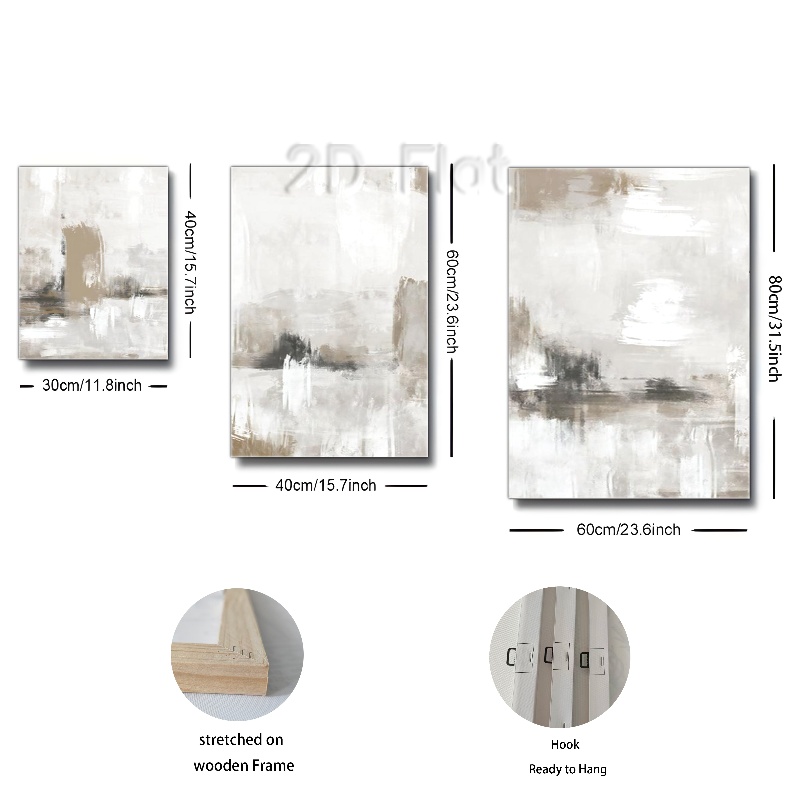 2D Flat
40cm/15.7inch
30cm/11.8inch
60cm/23.6inch
40cm/15.7inch
80cm/31.5inch
60cm/23.6inch
stretched on
wooden Frame
Hook
Ready to Hang